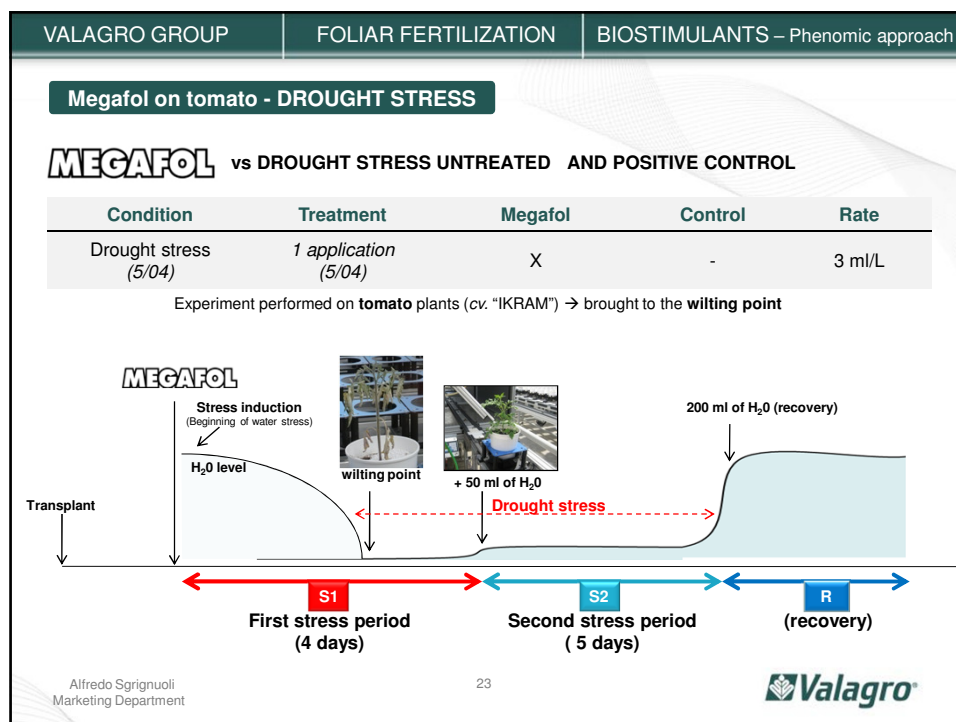 VALAGRO GROUP
FOLIAR FERTILIZATION
BIOSTIMULANTS – Phenomic approach
Megafol on tomato - DROUGHT STRESS
MEGAFOL vs DROUGHT STRESS UNTREATED AND POSITIVE CONTROL
Condition Treatment Megafol Control Rate
Drought stress 1 application X - 3 ml/L
(5/04) (5/04)
Experiment performed on tomato plants (cv. “IKRAM”) → brought to the wilting point
MEGAFOL
Stress induction
(Beginning of water stress)
H₂0 level
200 ml of H₂0 (recovery)
wilting point
+ 50 ml of H₂0
Drought stress
Transplant
S1
S2
R
First stress period
(4 days)
Second stress period
( 5 days)
(recovery)
Alfredo Sgrignuoli
Marketing Department
23
Valagro